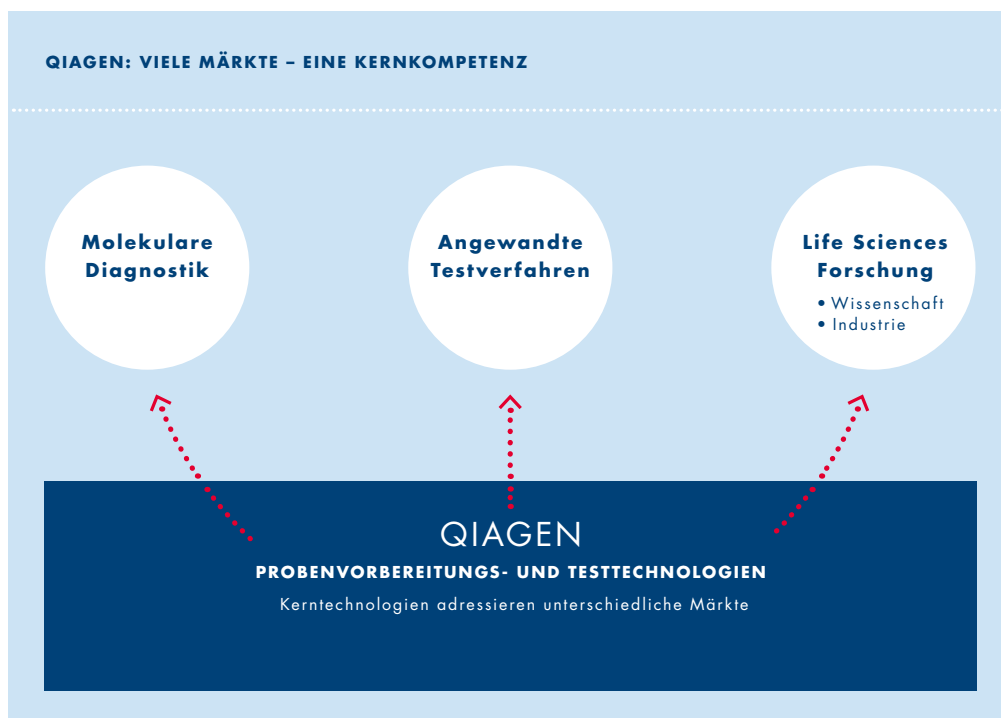 QIAGEN: VIELE MÄRKTE – EINE KERNKOMPETENZ
Molekulare
Diagnostik
Angewandte
Testverfahren
Life Sciences
Forschung
• Wissenschaft
• Industrie
QIAGEN
PROBENVORBEREITUNGS- UND TESTTECHNOLOGIEN
Kerntechnologien adressieren unterschiedliche Märkte